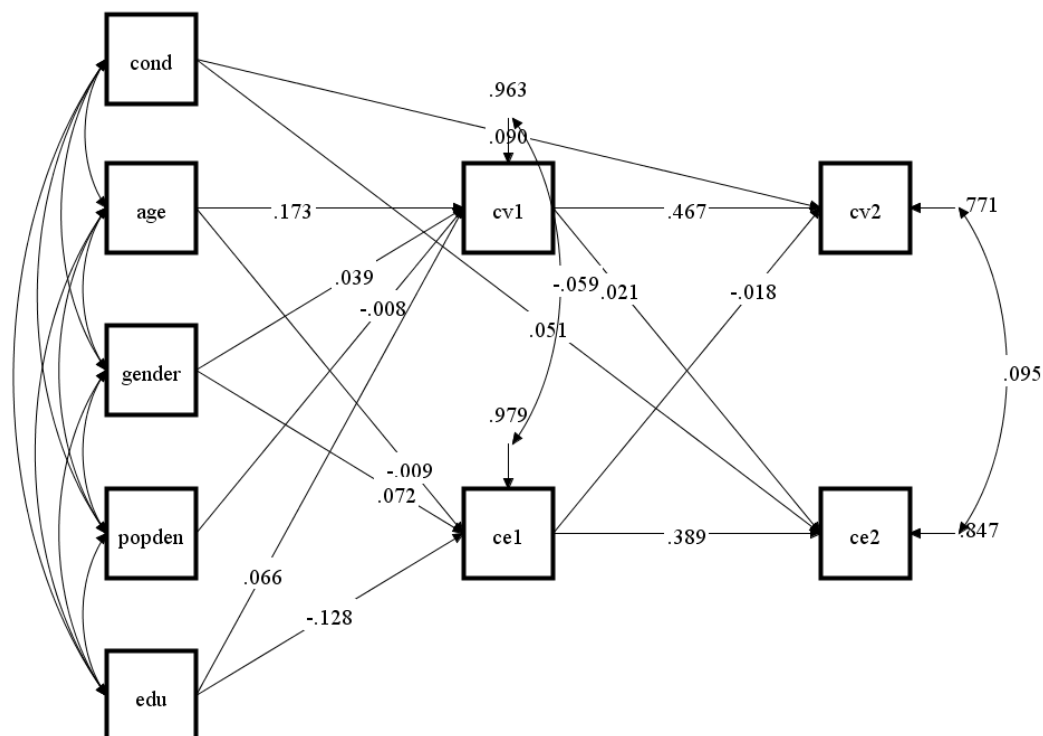 cond
.963
.090
age
.173
cv1
.467
cv2
.771
.039
-.008
-.059
.021
-.018
.051
gender
.095
.979
-.009
.072
popden
ce1
.389
ce2
.847
.066
-.128
edu